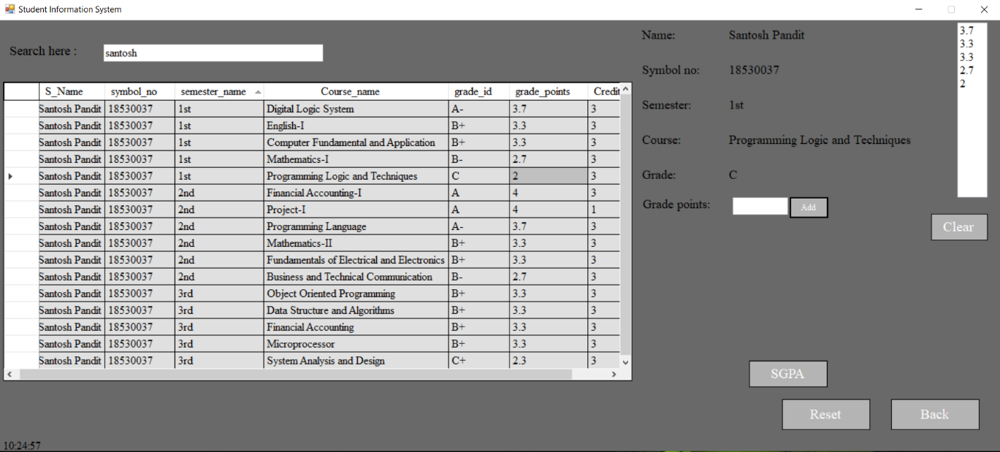 Student Information System
Search here :
santosh
S_Name symbol_no semester_name Course_name grade_id grade_points Credit
Santosh Pandit 18530037 1st Digital Logic System A- 3.7 3
Santosh Pandit 18530037 1st English-I B+ 3.3 3
Santosh Pandit 18530037 1st Computer Fundamental and Application B+ 3.3 3
Santosh Pandit 18530037 1st Mathematics-I B- 2.7 3
Santosh Pandit 18530037 1st Programming Logic and Techniques C 2 3
Santosh Pandit 18530037 2nd Financial Accounting-I A 4 3
Santosh Pandit 18530037 2nd Project-I A 4 1
Santosh Pandit 18530037 2nd Programming Language A- 3.7 3
Santosh Pandit 18530037 2nd Mathematics-II B+ 3.3 3
Santosh Pandit 18530037 2nd Fundamentals of Electrical and Electronics B+ 3.3 3
Santosh Pandit 18530037 2nd Business and Technical Communication B- 2.7 3
Santosh Pandit 18530037 3rd Object Oriented Programming B+ 3.3 3
Santosh Pandit 18530037 3rd Data Structure and Algorithms B+ 3.3 3
Santosh Pandit 18530037 3rd Financial Accounting B+ 3.3 3
Santosh Pandit 18530037 3rd Microprocessor B+ 3.3 3
Santosh Pandit 18530037 3rd System Analysis and Design C+ 2.3 3
Name: Santosh Pandit
Symbol no: 18530037
Semester: 1st
Course: Programming Logic and Techniques
Grade: C
Grade points:
Add
3.7
3.3
3.3
2.7
2
Clear
SGPA
Reset
Back
10:24:57